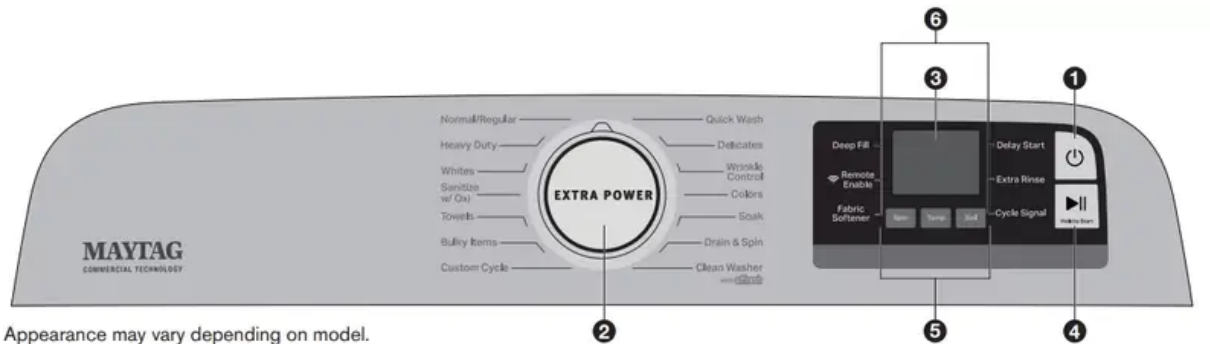 6
3
1
Normal/Regular
Heavy Duty
Whites
Sanitize
w/ Oxi
Towels
Bulky Items
Custom Cycle
EXTRA POWER
Quick Wash
Delicates
Wrinkle
Control
Colors
Soak
Drain & Spin
Clean Washer
Deep Fill
Remote
Enable
Fabric
Softener
Spin
Temp
Soil
Delay Start
Extra Rinse
Cycle Signal
MAYTAG
COMMERCIAL TECHNOLOGY
Appearance may vary depending on model.
2
5
4